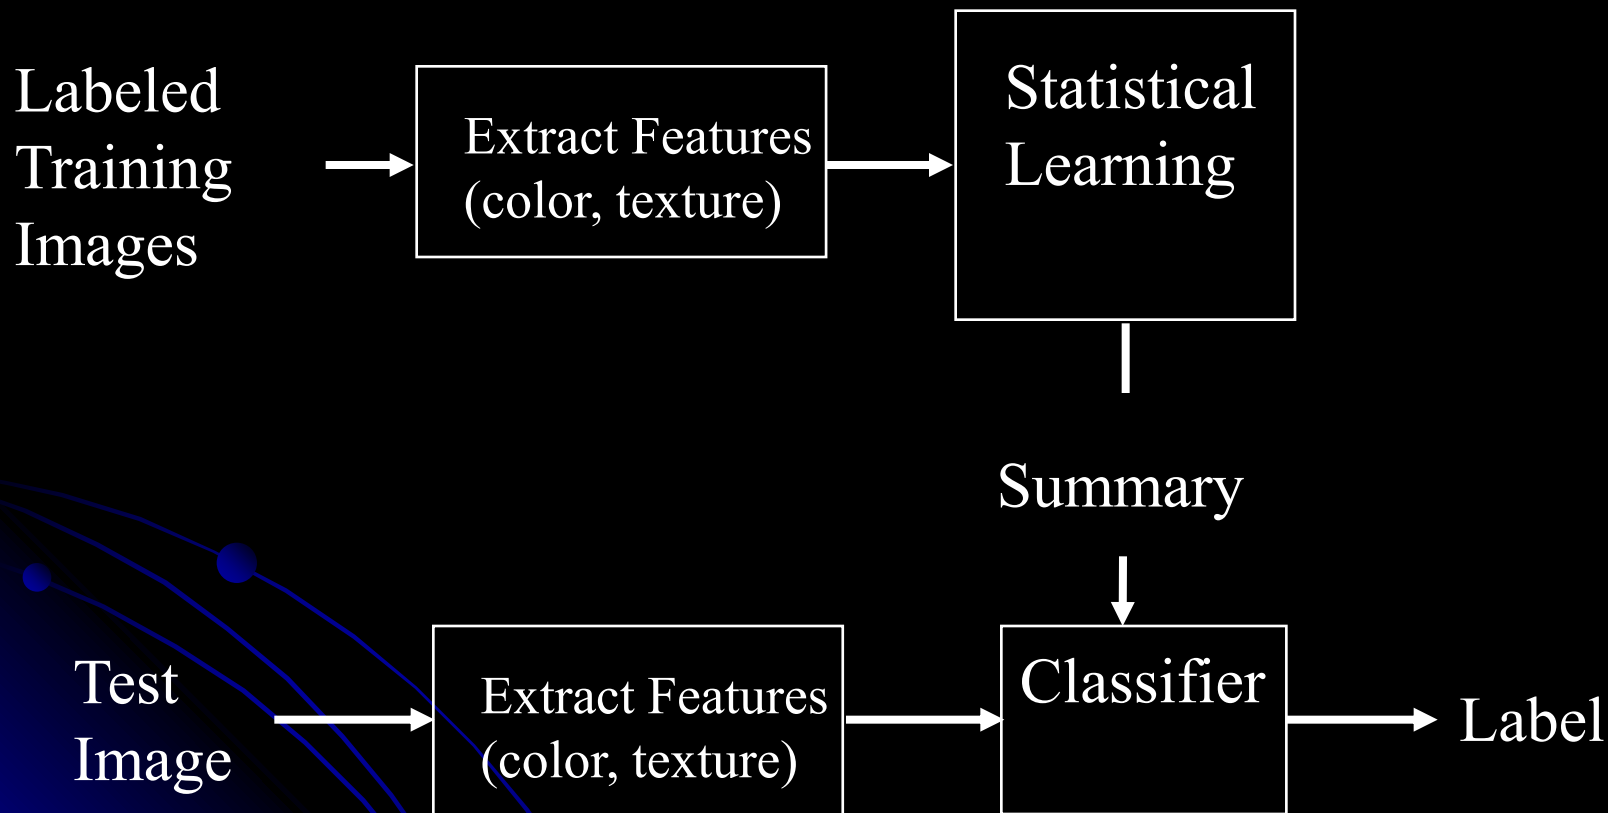 Labeled
Training
Images
Extract Features
(color, texture)
Statistical
Learning
Summary
Test
Image
Extract Features
(color, texture)
Classifier
Label